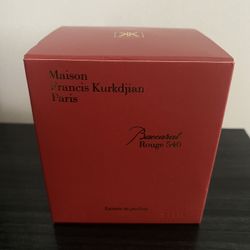 Maison
Francis Kurkdjian
Paris
Baccarat
Rouge 540
Extrait de parfum